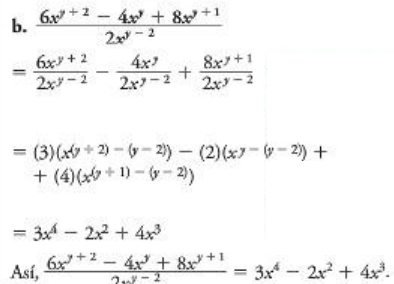 b. \frac{6x^{y+2} - 4x^y + 8x^{y+1}}{2x^{y-2}}
= \frac{6x^{y+2}}{2x^{y-2}} - \frac{4x^y}{2x^{y-2}} + \frac{8x^{y+1}}{2x^{y-2}}
= (3)(x^{(y+2)-(y-2)}) - (2)(x^{y-(y-2)}) +
+ (4)(x^{(y+1)-(y-2)})
= 3x^4 - 2x^2 + 4x^3
Así, \frac{6x^{y+2} - 4x^y + 8x^{y+1}}{2x^{y-2}} = 3x^4 - 2x^2 + 4x^3.